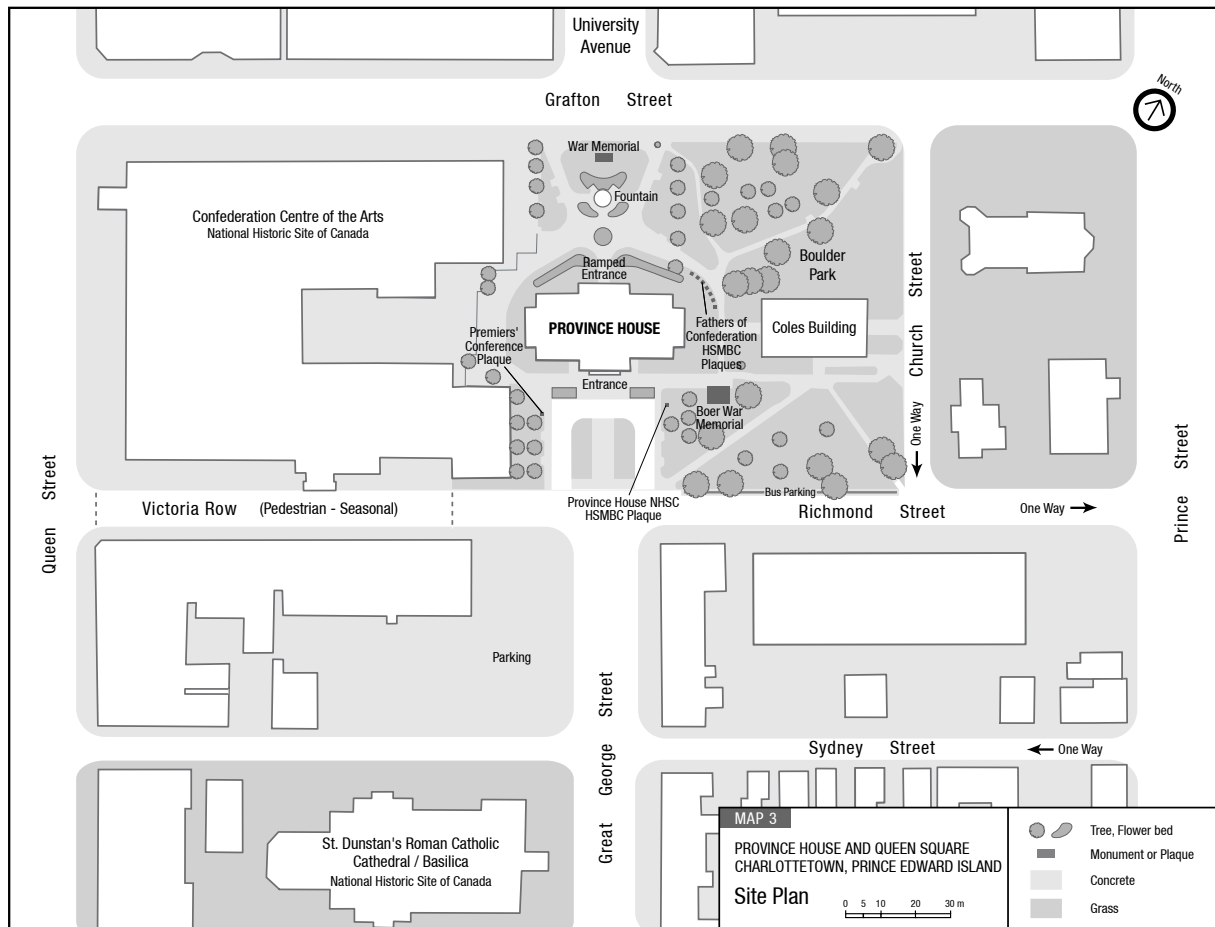 University
Avenue
Grafton Street
North
War Memorial
Fountain
Confederation Centre of the Arts
National Historic Site of Canada
Ramped
Entrance
Boulder
Park
PROVINCE HOUSE
Premiers'
Conference
Plaque
Fathers of
Confederation
HSMBC
Plaques
Coles Building
Church Street
One Way
Entrance
Boer War
Memorial
Bus Parking
Province House NHSC
HSMBC Plaque
Queen Street
Victoria Row (Pedestrian - Seasonal)
Richmond Street
One Way
Prince Street
Parking
Great George Street
Sydney Street
One Way
St. Dunstan's Roman Catholic
Cathedral / Basilica
National Historic Site of Canada
MAP 3
PROVINCE HOUSE AND QUEEN SQUARE
CHARLOTTETOWN, PRINCE EDWARD ISLAND
Site Plan
0 5 10 20 30 m
Tree, Flower bed
Monument or Plaque
Concrete
Grass